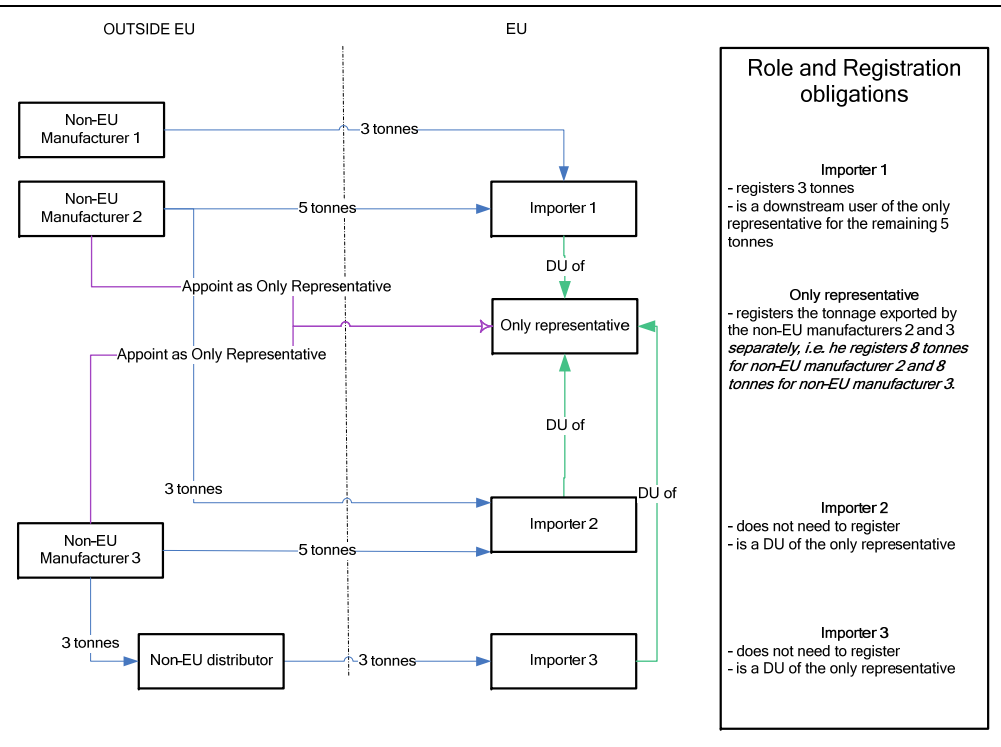 OUTSIDE EU
EU
Non-EU
Manufacturer 1
3 tonnes
Non-EU
Manufacturer 2
5 tonnes
Importer 1
DU of
Appoint as Only Representative
Only representative
Appoint as Only Representative
DU of
3 tonnes
DU of
Importer 2
Non-EU
Manufacturer 3
5 tonnes
3 tonnes
Non-EU distributor
3 tonnes
Importer 3
Role and Registration
obligations
Importer 1
- registers 3 tonnes
- is a downstream user of the only
representative for the remaining 5
tonnes
Only representative
- registers the tonnage exported by
the non-EU manufacturers 2 and 3
separately, i.e. he registers 8 tonnes
for non-EU manufacturer 2 and 8
tonnes for non-EU manufacturer 3.
Importer 2
- does not need to register
- is a DU of the only representative
Importer 3
- does not need to register
- is a DU of the only representative